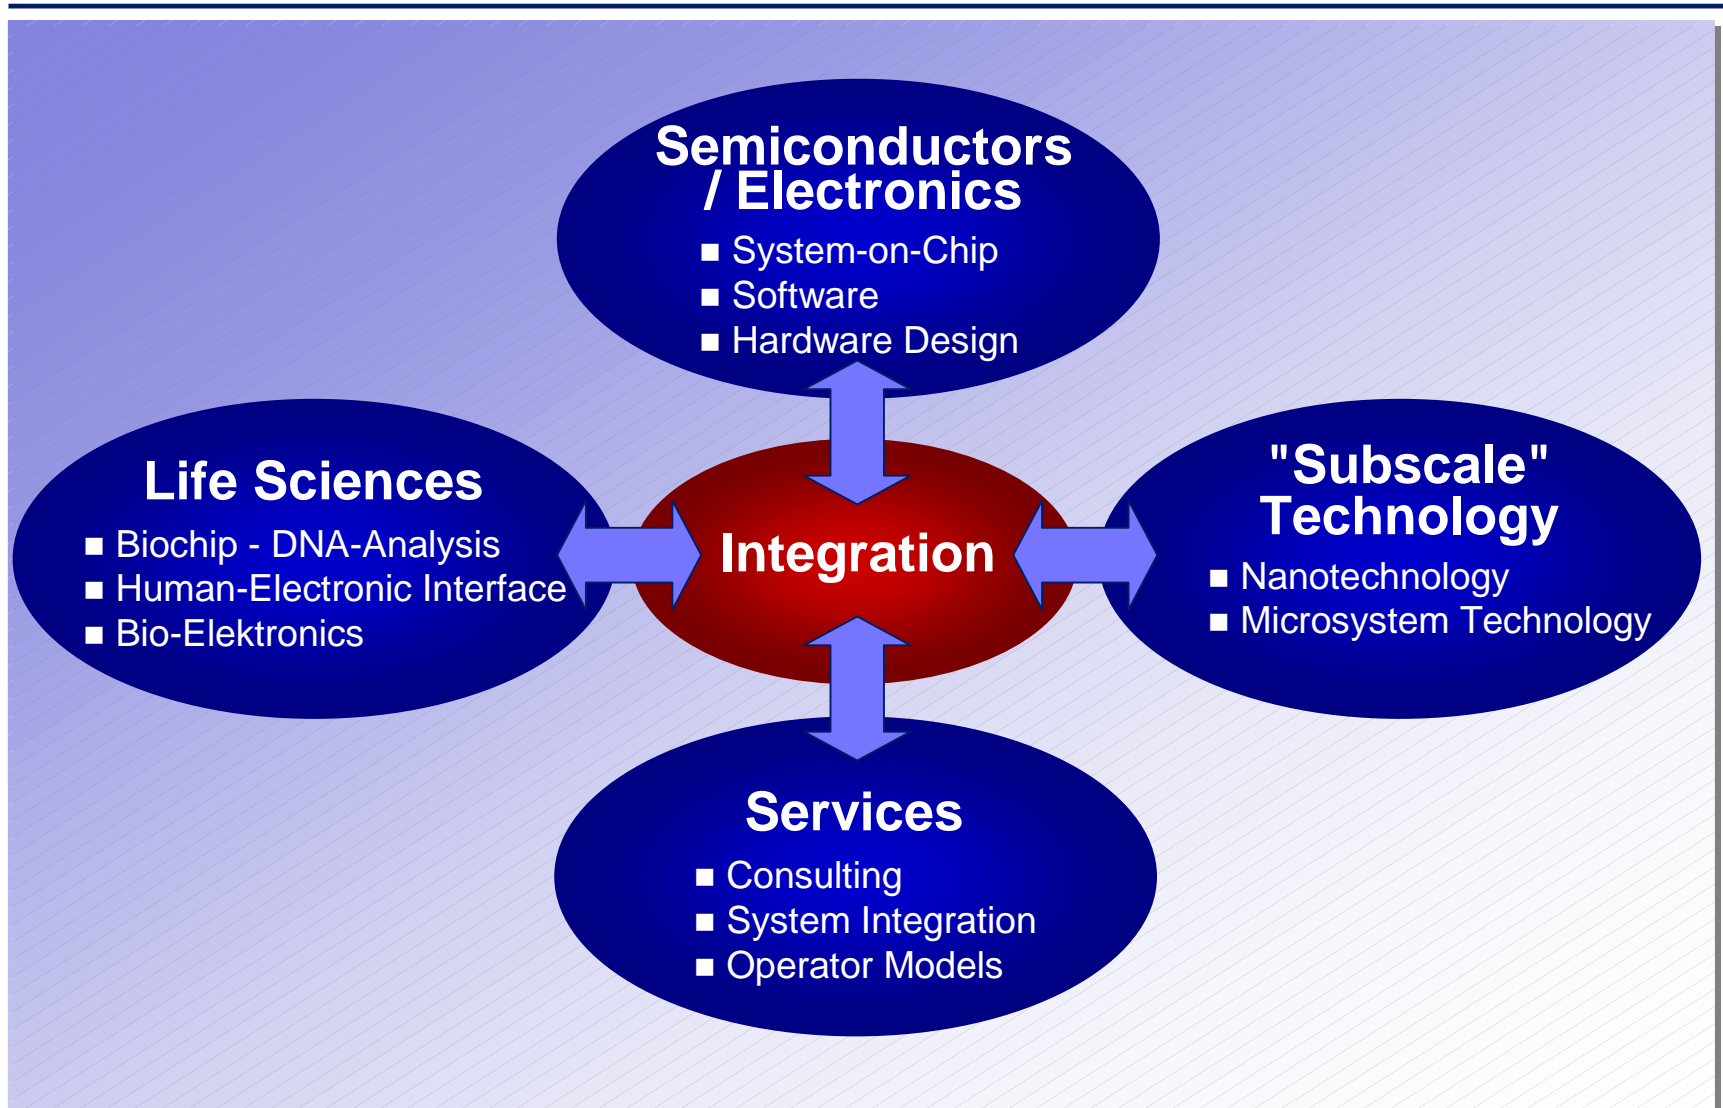 Semiconductors
/ Electronics
■ System-on-Chip
■ Software
■ Hardware Design
Life Sciences
■ Biochip - DNA-Analysis
■ Human-Electronic Interface
■ Bio-Elektronics
Integration
"Subscale"
Technology
■ Nanotechnology
■ Microsystem Technology
Services
■ Consulting
■ System Integration
■ Operator Models